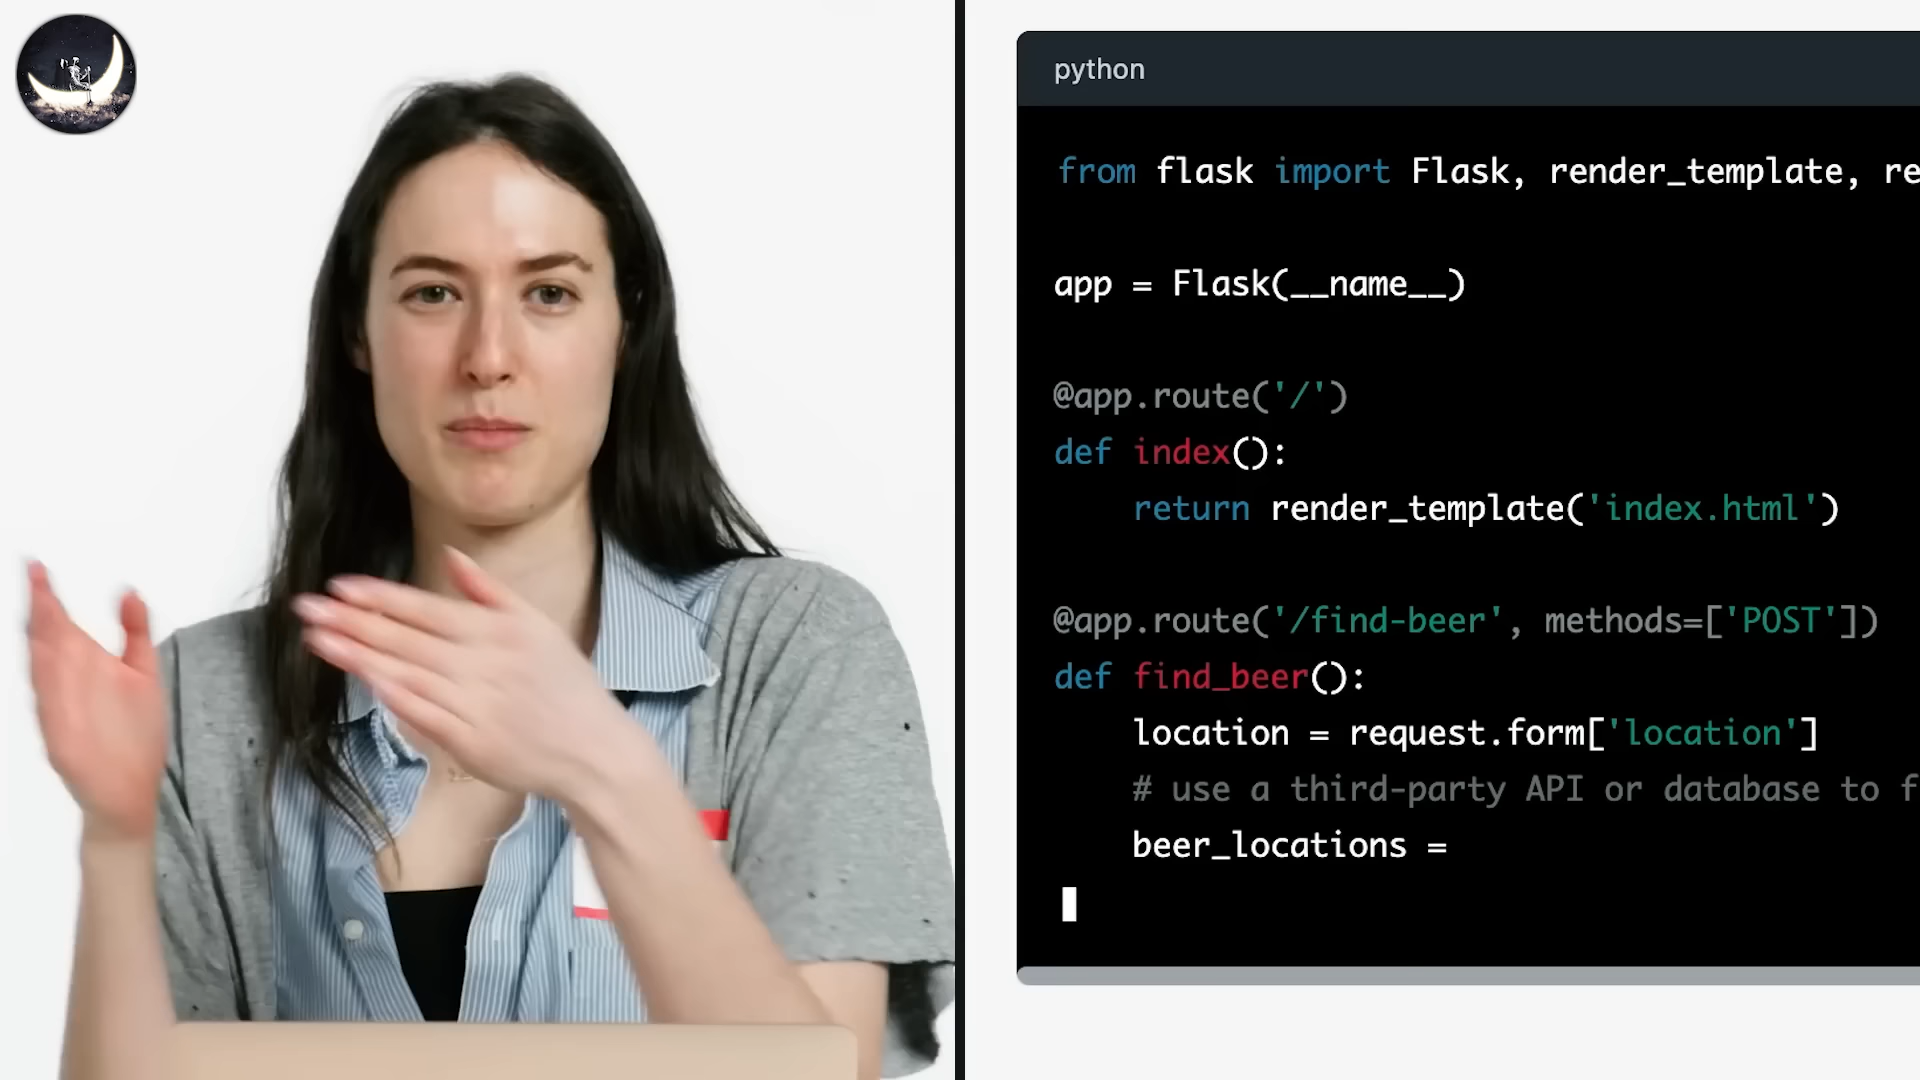 python
from flask import Flask, render_template, re
app = Flask(__name__)
@app.route('/')
def index():
return render_template('index.html')
@app.route('/find-beer', methods=['POST'])
def find_beer():
location = request.form['location']
# use a third-party API or database to f
beer_locations =